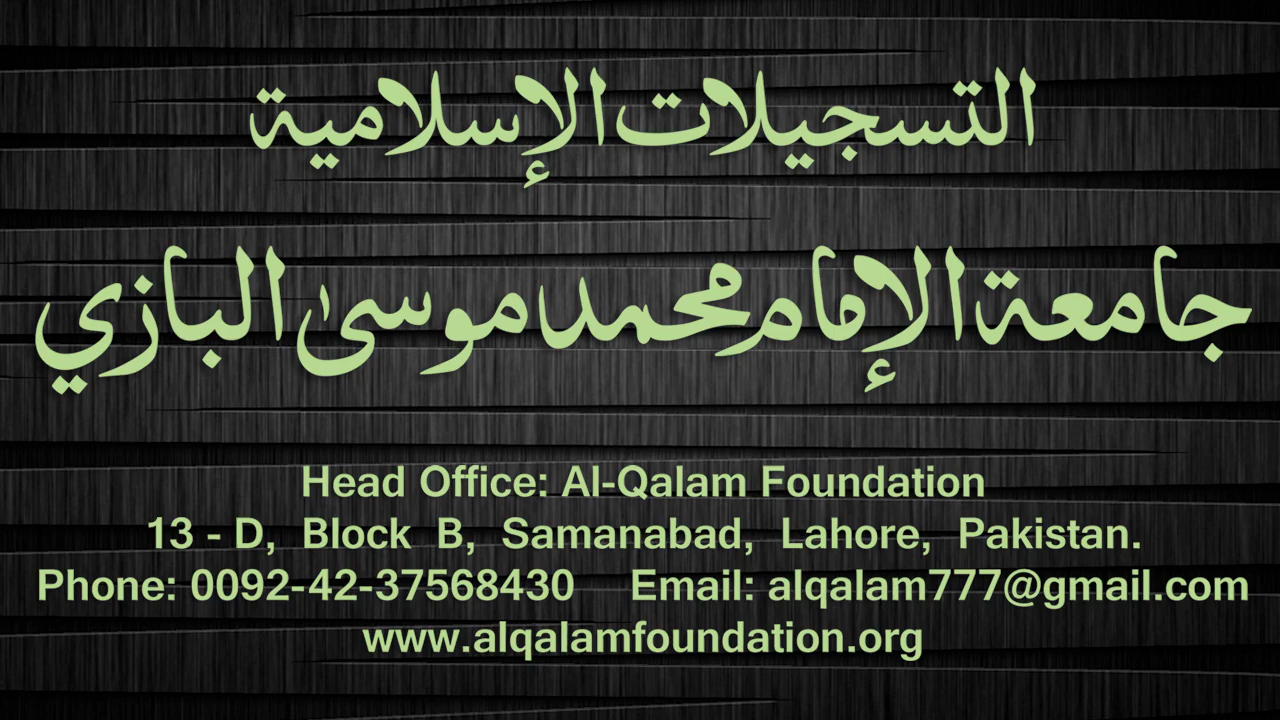 التسجيلات الإسلامية
جامعة الإمام محمد موسىٰ البازي
Head Office: Al-Qalam Foundation
13 - D, Block B, Samanabad, Lahore, Pakistan.
Phone: 0092-42-37568430 Email: alqalam777@gmail.com
www.alqalamfoundation.org